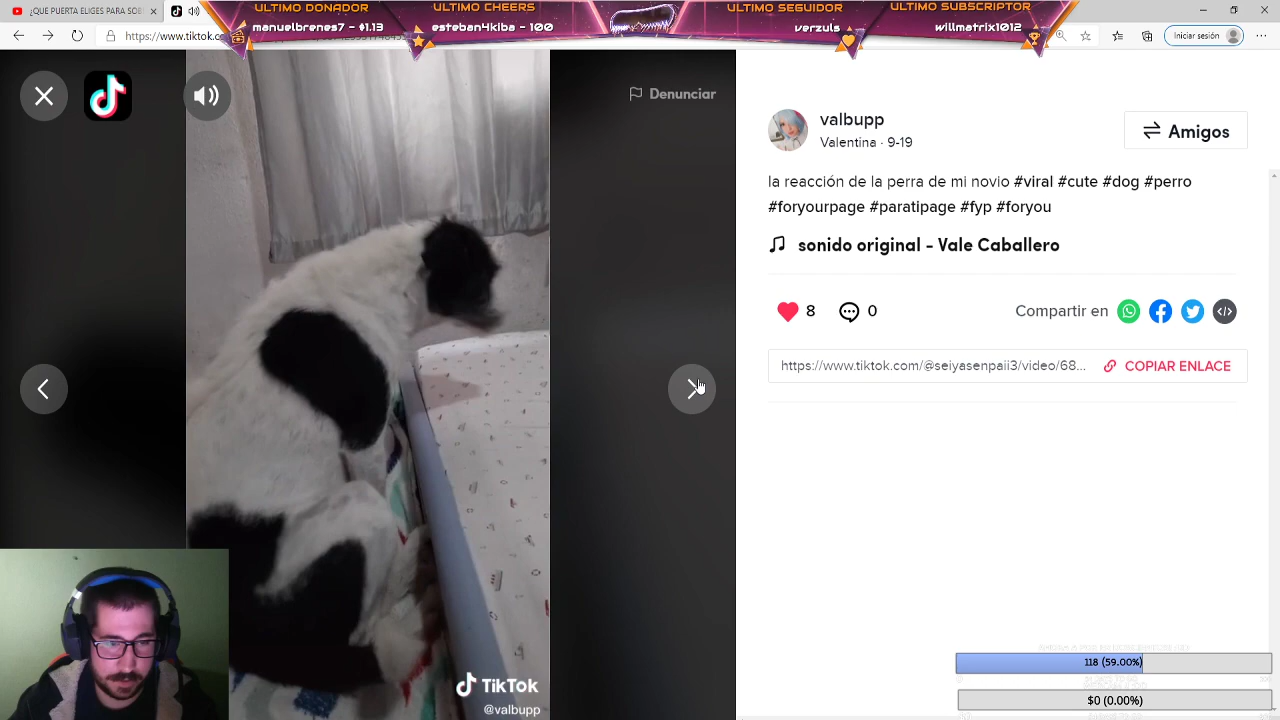 ¿QUE PUERTA ELIGES PARA SOB
ULTIMO DONADOR
ULTIMO CHEERS
ULTIMO SEGUIDOR
ULTIMO SUBSCRIPTOR
manuelbrenes7 - $1.13
esteban4kiba - 100
verzuls
willmatrix1012
https://www.tiktok.c
Iniciar sesión
Denunciar
valbupp
Valentina · 9-19
Amigos
la reacción de la perra de mi novio #viral #cute #dog #perro
#foryourpage #paratipage #fyp #foryou
sonido original - Vale Caballero
8
0
Compartir en
https://www.tiktok.com/@seiyasenpaii3/video/68...
COPIAR ENLACE
118 (59.00%)
$0 (0.00%)
TikTok
@valbupp